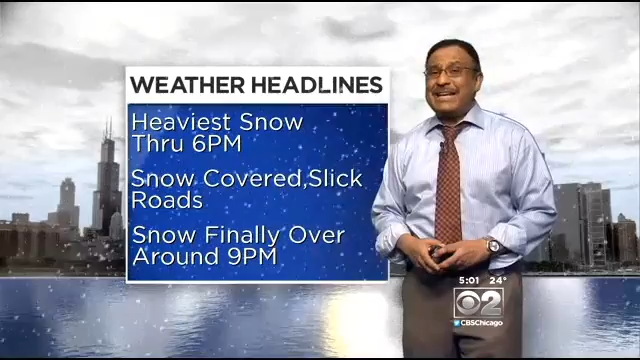 WEATHER HEADLINES
Heaviest Snow
Thru 6PM
Snow Covered,Slick
Roads
Snow Finally Over
Around 9PM
5:01 24°
2
@CBSChicago